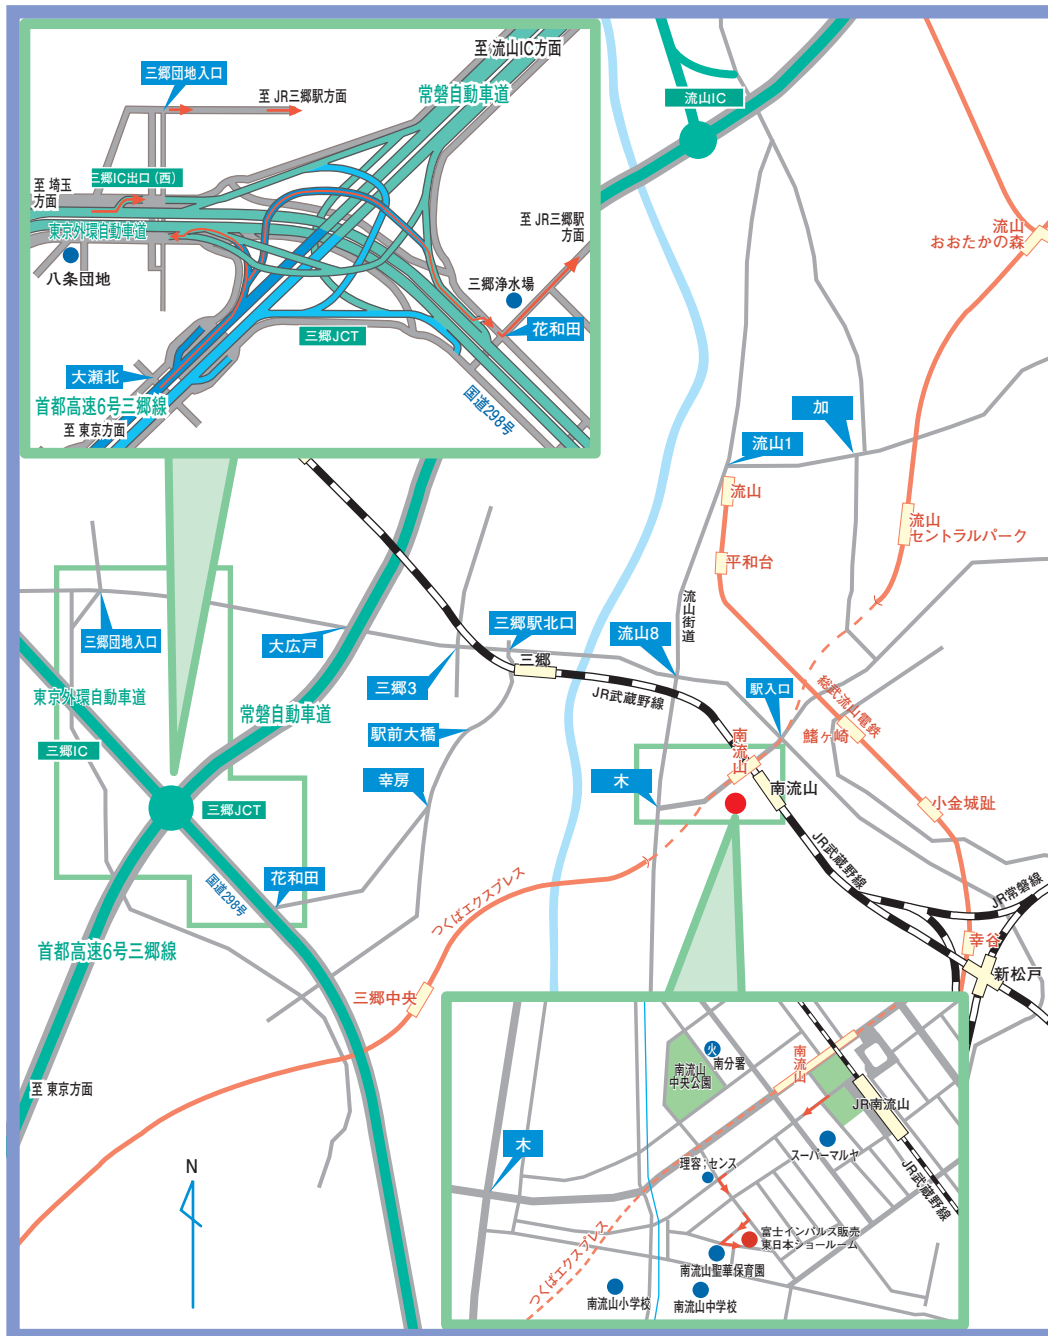 至 流山IC方面
三郷団地入口
至 JR三郷駅方面
常磐自動車道
流山IC
三郷IC出口（西）
至 埼玉
方面
東京外環自動車道
至 JR三郷駅
方面
八条団地
三郷浄水場
花和田
三郷JCT
大瀬北
首都高速6号三郷線
至 東京方面
国道298号
流山
おおたかの森
加
流山1
流山
流山
セントラルパーク
平和台
流山街道
三郷団地入口
大広戸
三郷駅北口
流山8
三郷
三郷3
JR武蔵野線
駅入口
総武流山電鉄
東京外環自動車道
常磐自動車道
三郷IC
駅前大橋
南流山
鰭ヶ崎
幸房
木
南流山
小金城趾
三郷JCT
JR武蔵野線
花和田
国道298号
つくばエクスプレス
JR常磐線
首都高速6号三郷線
幸谷
新松戸
三郷中央
至 東京方面
火
南分署
南流山
中央公園
南流山
JR南流山
木
スーパーマルヤ
理容；センス
JR武蔵野線
富士インパルス販売
東日本ショールーム
つくばエクスプレス
南流山聖華保育園
南流山小学校
南流山中学校
N